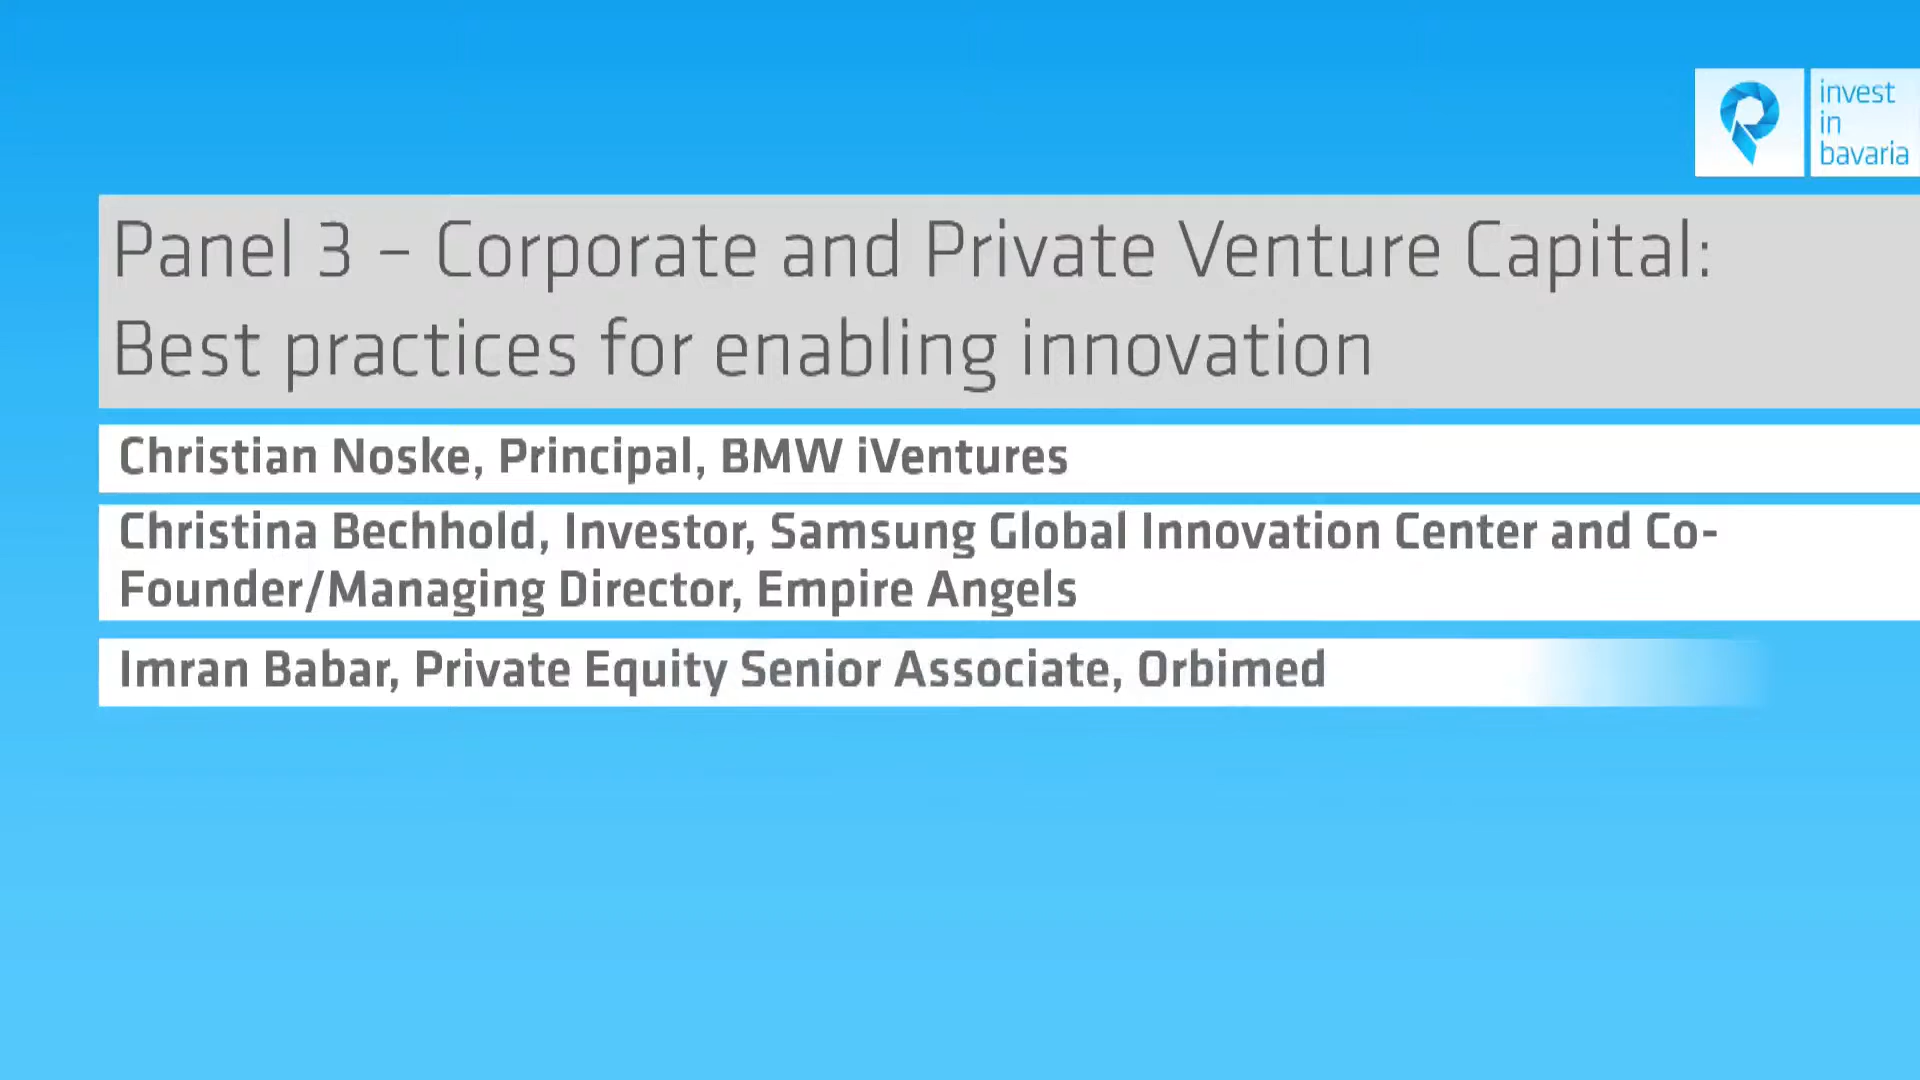 invest
in
bavaria
Panel 3 – Corporate and Private Venture Capital:
Best practices for enabling innovation
Christian Noske, Principal, BMW iVentures
Christina Bechhold, Investor, Samsung Global Innovation Center and Co-
Founder/Managing Director, Empire Angels
Imran Babar, Private Equity Senior Associate, Orbimed